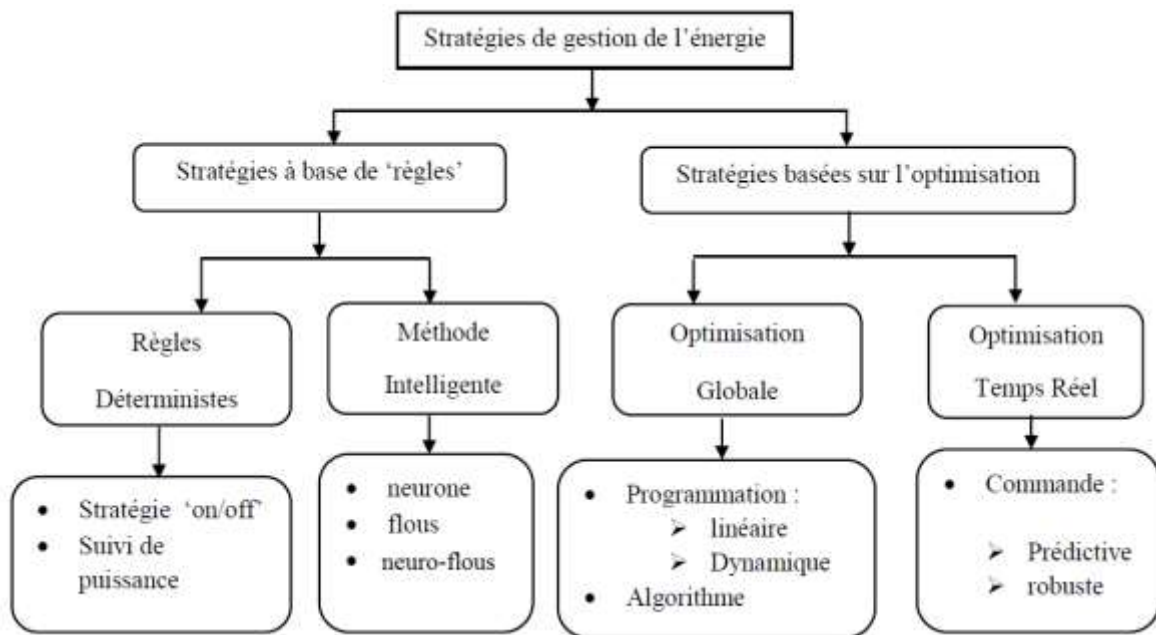 Stratégies de gestion de l’énergie
Stratégies à base de ‘règles’
Stratégies basées sur l’optimisation
Règles
Déterministes
Méthode
Intelligente
Optimisation
Globale
Optimisation
Temps Réel
• Stratégie ‘on/off’
• Suivi de
puissance
• neurone
• flous
• neuro-flous
• Programmation :
➢ linéaire
➢ Dynamique
• Algorithme
• Commande :
➢ Prédictive
➢ robuste